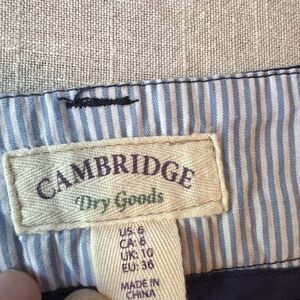 CAMBRIDGE
Dry Goods
US: 6
CA: 6
UK: 10
EU: 36
MADE IN
CHINA